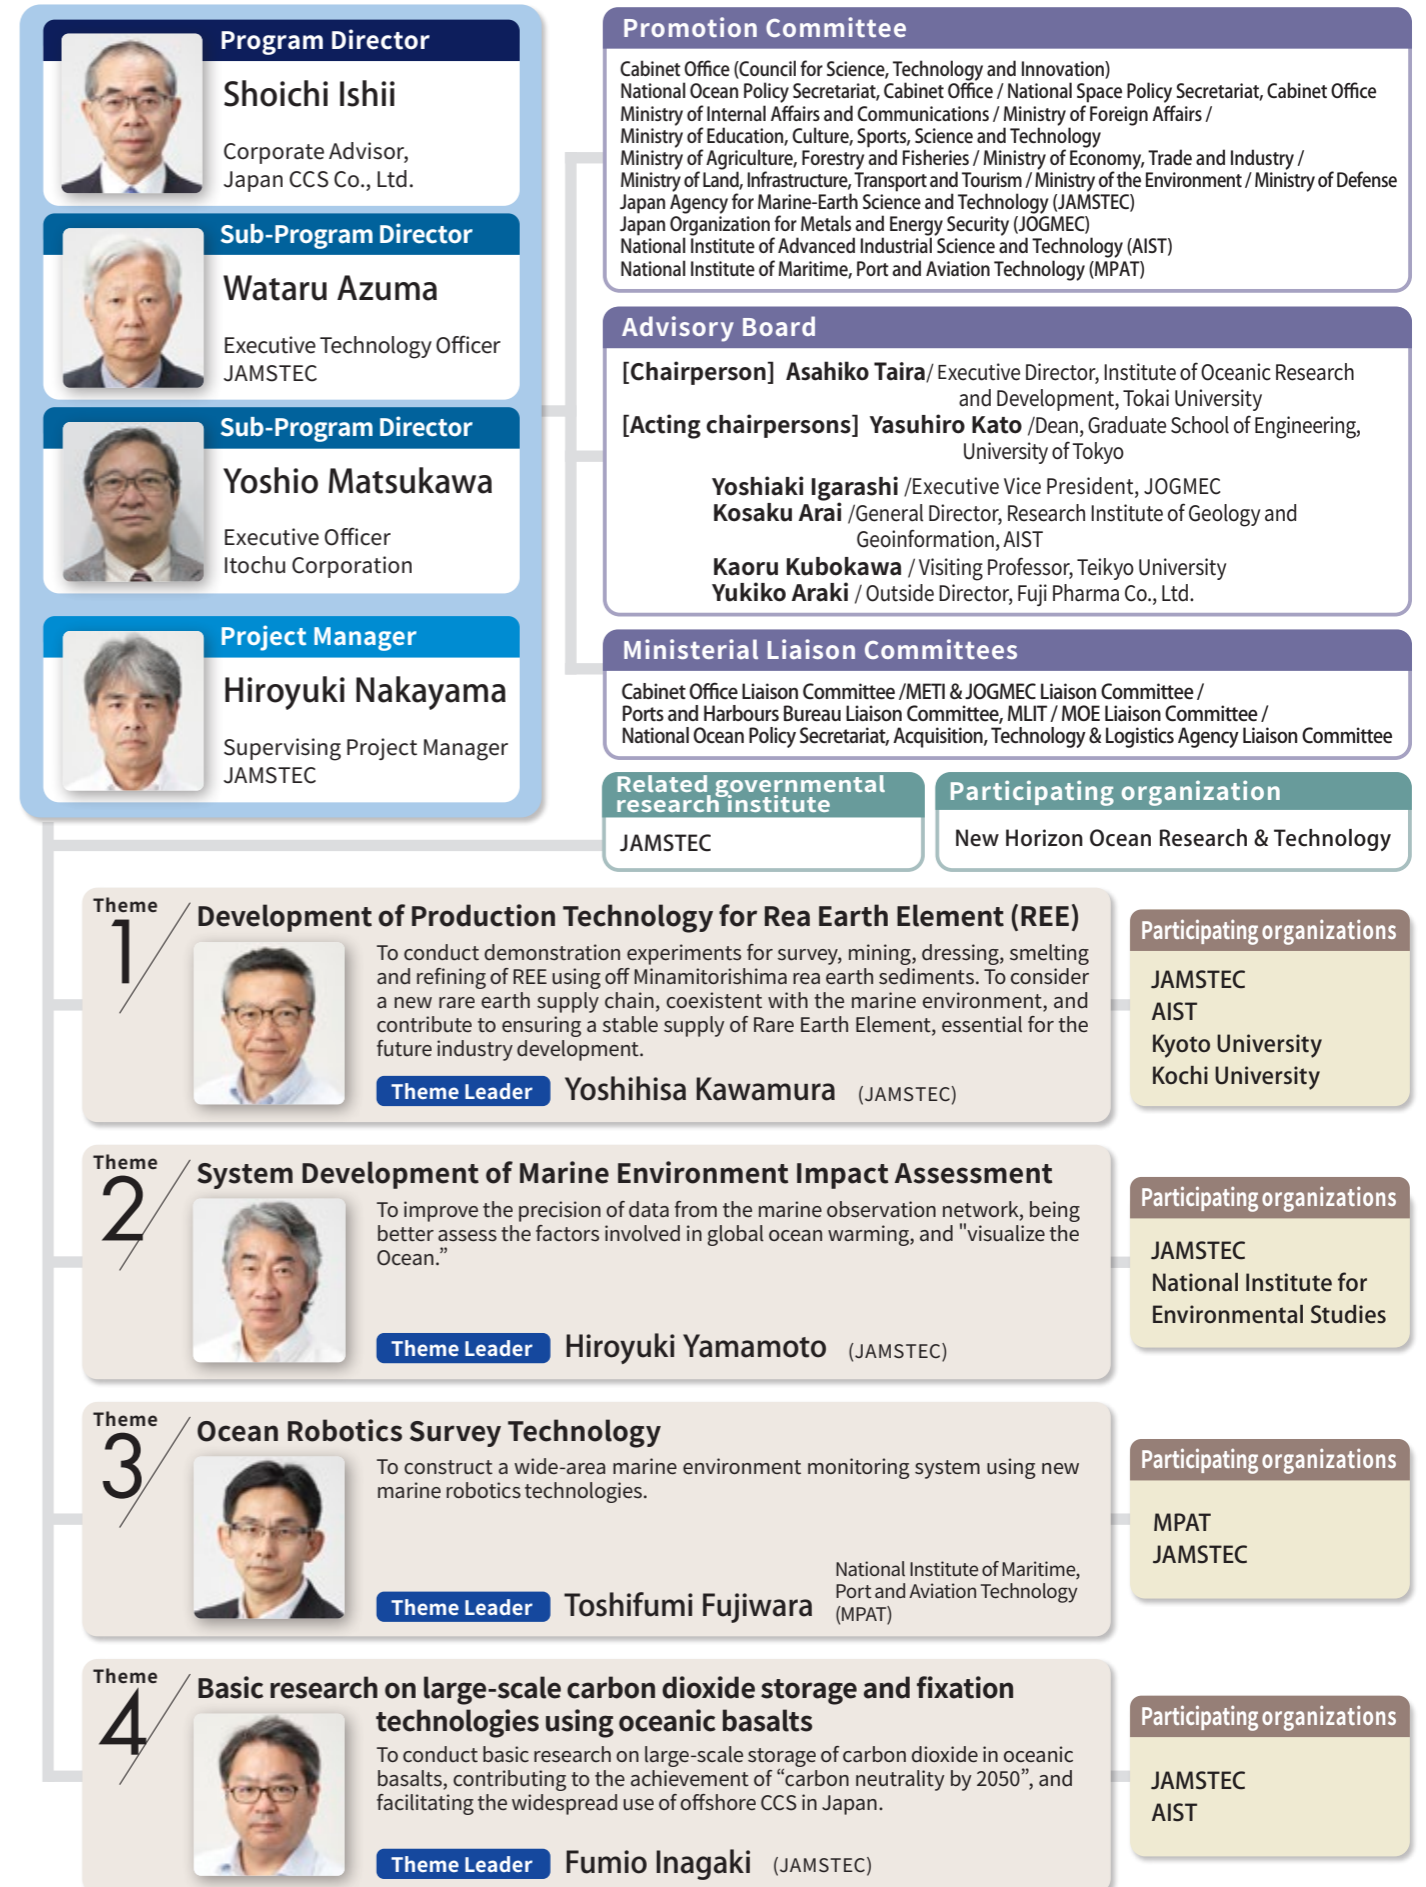 Program Director
Shoichi Ishii
Corporate Advisor,
Japan CCS Co., Ltd.
Sub-Program Director
Wataru Azuma
Executive Technology Officer
JAMSTEC
Sub-Program Director
Yoshio Matsukawa
Executive Officer
Itochu Corporation
Project Manager
Hiroyuki Nakayama
Supervising Project Manager
JAMSTEC
Promotion Committee
Cabinet Office (Council for Science, Technology and Innovation)
National Ocean Policy Secretariat, Cabinet Office / National Space Policy Secretariat, Cabinet Office
Ministry of Internal Affairs and Communications / Ministry of Foreign Affairs /
Ministry of Education, Culture, Sports, Science and Technology
Ministry of Agriculture, Forestry and Fisheries / Ministry of Economy, Trade and Industry /
Ministry of Land, Infrastructure, Transport and Tourism / Ministry of the Environment / Ministry of Defense
Japan Agency for Marine-Earth Science and Technology (JAMSTEC)
Japan Organization for Metals and Energy Security (JOGMEC)
National Institute of Advanced Industrial Science and Technology (AIST)
National Institute of Maritime, Port and Aviation Technology (MPAT)
Advisory Board
[Chairperson] Asahiko Taira/ Executive Director, Institute of Oceanic Research
and Development, Tokai University
[Acting chairpersons] Yasuhiro Kato /Dean, Graduate School of Engineering,
University of Tokyo
Yoshiaki Igarashi /Executive Vice President, JOGMEC
Kosaku Arai /General Director, Research Institute of Geology and
Geoinformation, AIST
Kaoru Kubokawa / Visiting Professor, Teikyo University
Yukiko Araki / Outside Director, Fuji Pharma Co., Ltd.
Ministerial Liaison Committees
Cabinet Office Liaison Committee /METI & JOGMEC Liaison Committee /
Ports and Harbours Bureau Liaison Committee, MLIT / MOE Liaison Committee /
National Ocean Policy Secretariat, Acquisition, Technology & Logistics Agency Liaison Committee
Related governmental
research institute
JAMSTEC
Participating organization
New Horizon Ocean Research & Technology
Theme
1
Development of Production Technology for Rea Earth Element (REE)
To conduct demonstration experiments for survey, mining, dressing, smelting
and refining of REE using off Minamitorishima rea earth sediments. To consider
a new rare earth supply chain, coexistent with the marine environment, and
contribute to ensuring a stable supply of Rare Earth Element, essential for the
future industry development.
Theme Leader Yoshihisa Kawamura (JAMSTEC)
Participating organizations
JAMSTEC
AIST
Kyoto University
Kochi University
Theme
2
System Development of Marine Environment Impact Assessment
To improve the precision of data from the marine observation network, being
better assess the factors involved in global ocean warming, and "visualize the
Ocean.”
Theme Leader Hiroyuki Yamamoto (JAMSTEC)
Participating organizations
JAMSTEC
National Institute for
Environmental Studies
Theme
3
Ocean Robotics Survey Technology
To construct a wide-area marine environment monitoring system using new
marine robotics technologies.
Theme Leader Toshifumi Fujiwara
National Institute of Maritime,
Port and Aviation Technology
(MPAT)
Participating organizations
MPAT
JAMSTEC
Theme
4
Basic research on large-scale carbon dioxide storage and fixation
technologies using oceanic basalts
To conduct basic research on large-scale storage of carbon dioxide in oceanic
basalts, contributing to the achievement of “carbon neutrality by 2050”, and
facilitating the widespread use of offshore CCS in Japan.
Theme Leader Fumio Inagaki (JAMSTEC)
Participating organizations
JAMSTEC
AIST